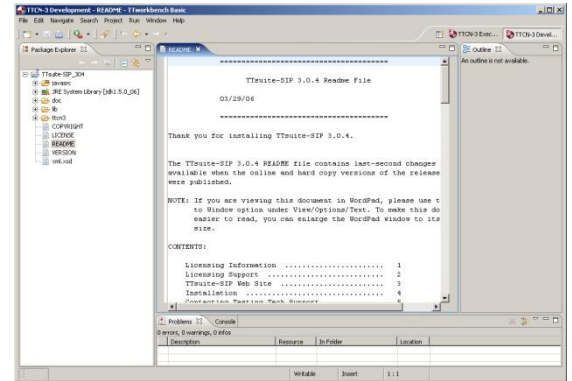 TTCN-3 Development - README - TTworkbench Basic
File Edit Navigate Search Project Run Window Help
TTCN-3 Exec... TTCN-3 Devel...
Package Explorer
TTsuite-SIP_304
javasrc
JRE System Library [jdk1.5.0_06]
doc
lib
ttcn3
COPYRIGHT
LICENSE
README
VERSION
xml.xsd
README
========================================
TTsuite-SIP 3.0.4 Readme File
03/29/06
========================================
Thank you for installing TTsuite-SIP 3.0.4.
The TTsuite-SIP 3.0.4 README file contains last-second changes
available when the online and hard copy versions of the release
were published.
NOTE: If you are viewing this document in WordPad, please use t
to Window option under View/Options/Text. To make this do
easier to read, you can enlarge the WordPad window to its
size.
CONTENTS:
Licensing Information ....................... 1
Licensing Support ........................... 2
TTsuite-SIP Web Site ........................ 3
Installation ................................ 4
Contacting Testing Tech Support
Outline
An outline is not available.
Problems Console
0 errors, 0 warnings, 0 infos
Description Resource In Folder Location
Writable Insert 1 : 1